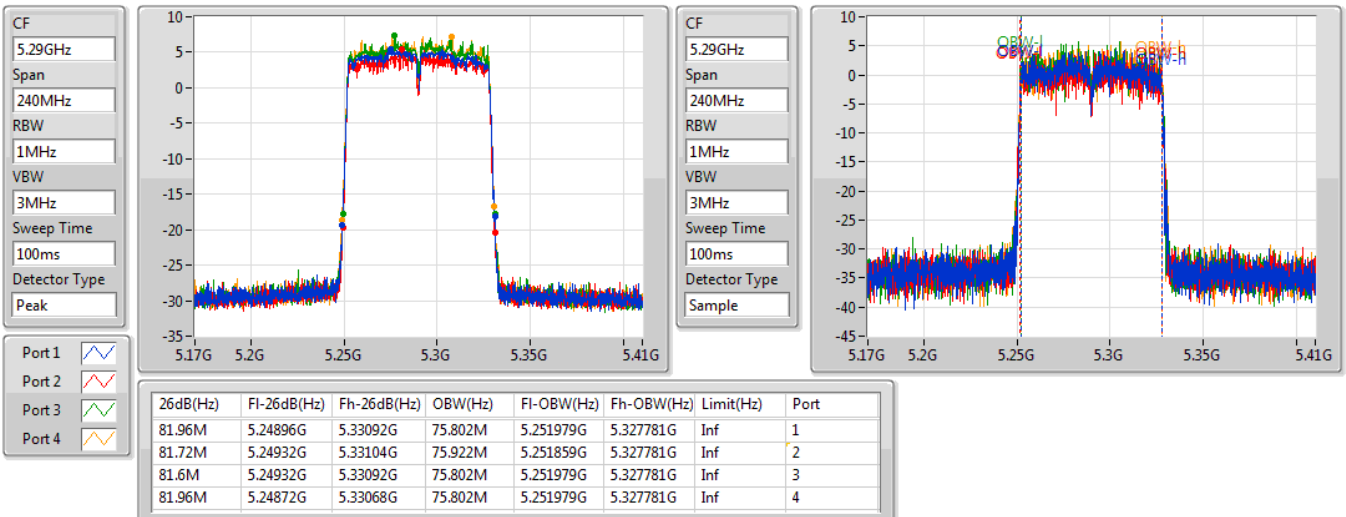 CF
5.29GHz
Span
240MHz
RBW
1MHz
VBW
3MHz
Sweep Time
100ms
Detector Type
Peak
10
5
0
-5
-10
-15
-20
-25
-30
-35
5.17G 5.2G 5.25G 5.3G 5.35G 5.41G
CF
5.29GHz
Span
240MHz
RBW
1MHz
VBW
3MHz
Sweep Time
100ms
Detector Type
Sample
10
5
0
-5
-10
-15
-20
-25
-30
-35
-40
-45
OBW-l OBW-h
OBW-h
5.17G 5.2G 5.25G 5.3G 5.35G 5.41G
Port 1
Port 2
Port 3
Port 4
26dB(Hz) Fl-26dB(Hz) Fh-26dB(Hz) OBW(Hz) Fl-OBW(Hz) Fh-OBW(Hz) Limit(Hz) Port
81.96M 5.24896G 5.33092G 75.802M 5.251979G 5.327781G Inf 1
81.72M 5.24932G 5.33104G 75.922M 5.251859G 5.327781G Inf 2
81.6M 5.24932G 5.33092G 75.802M 5.251979G 5.327781G Inf 3
81.96M 5.24872G 5.33068G 75.802M 5.251979G 5.327781G Inf 4